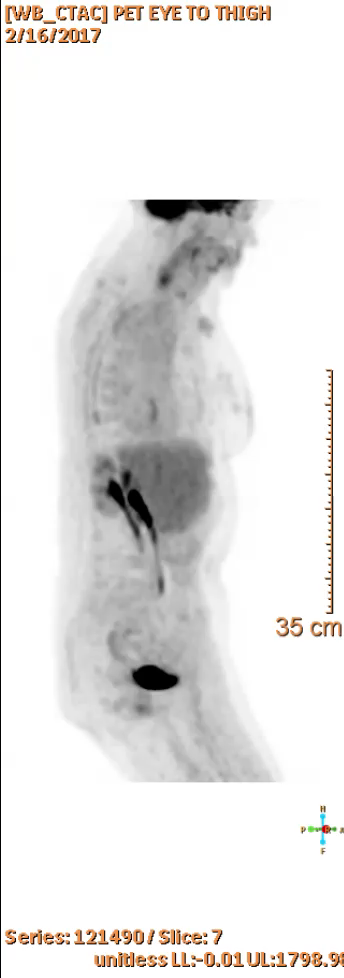 [WB_CTAC] PET EYE TO THIGH
2/16/2017
35 cm
H
P
F
Series: 121490 / Slice: 7
unitless LL:-0.01 UL:1798.9